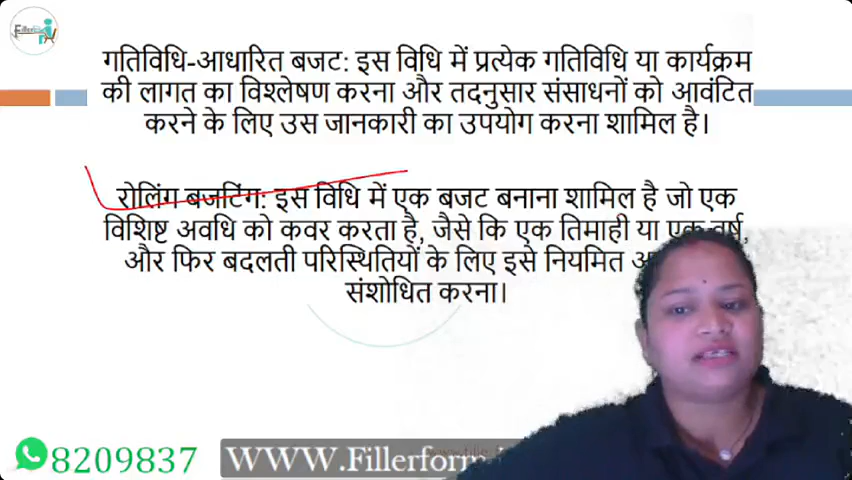 Filler
गतिविधि-आधारित बजट: इस विधि में प्रत्येक गतिविधि या कार्यक्रम
की लागत का विश्लेषण करना और तदनुसार संसाधनों को आवंटित
करने के लिए उस जानकारी का उपयोग करना शामिल है।
रोलिंग बजटिंग: इस विधि में एक बजट बनाना शामिल है जो एक
विशिष्ट अवधि को कवर करता है, जैसे कि एक तिमाही या एक वर्ष,
और फिर बदलती परिस्थितियों के लिए इसे नियमित
संशोधित करना।
8209837 WWW.Fillerform